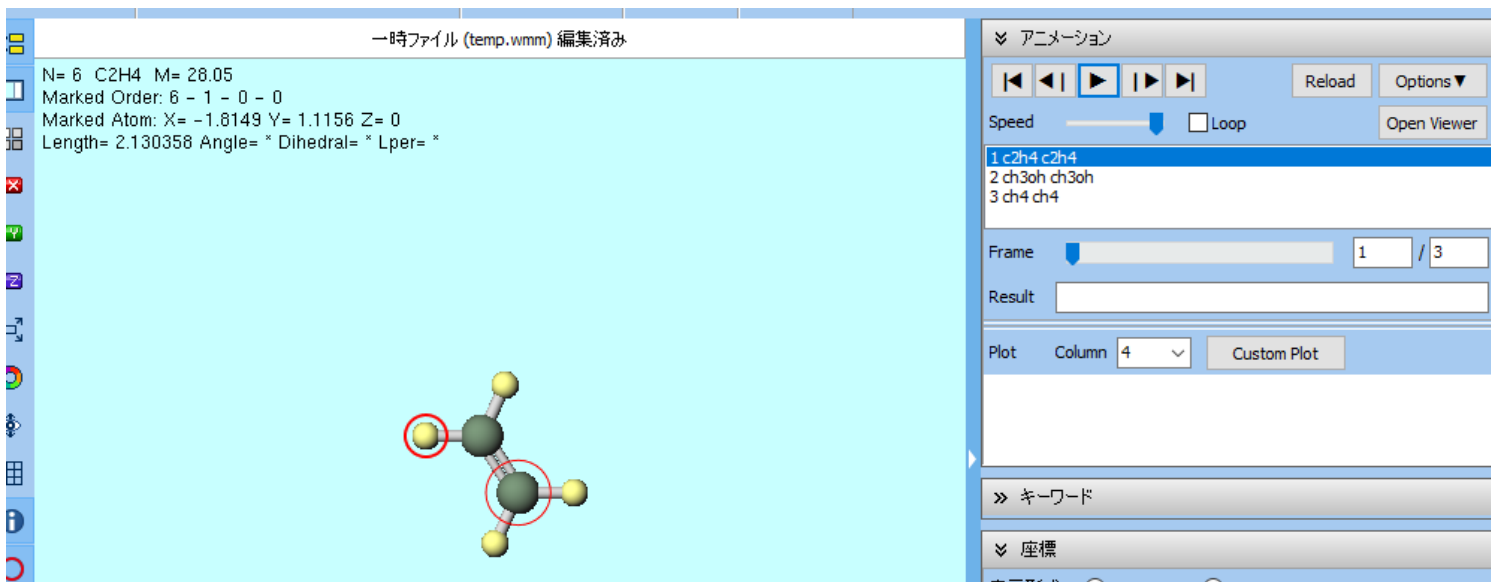 一時ファイル (temp.wmm) 編集済み
N= 6 C2H4 M= 28.05
Marked Order: 6 – 1 – 0 – 0
Marked Atom: X= −1.8149 Y= 1.1156 Z= 0
Length= 2.130358 Angle= * Dihedral= * Lper= *
Y
Z
アニメーション
Reload Options▼
Speed Loop Open Viewer
1 c2h4 c2h4
2 ch3oh ch3oh
3 ch4 ch4
Frame 1 / 3
Result
Plot Column 4 Custom Plot
キーワード
座標